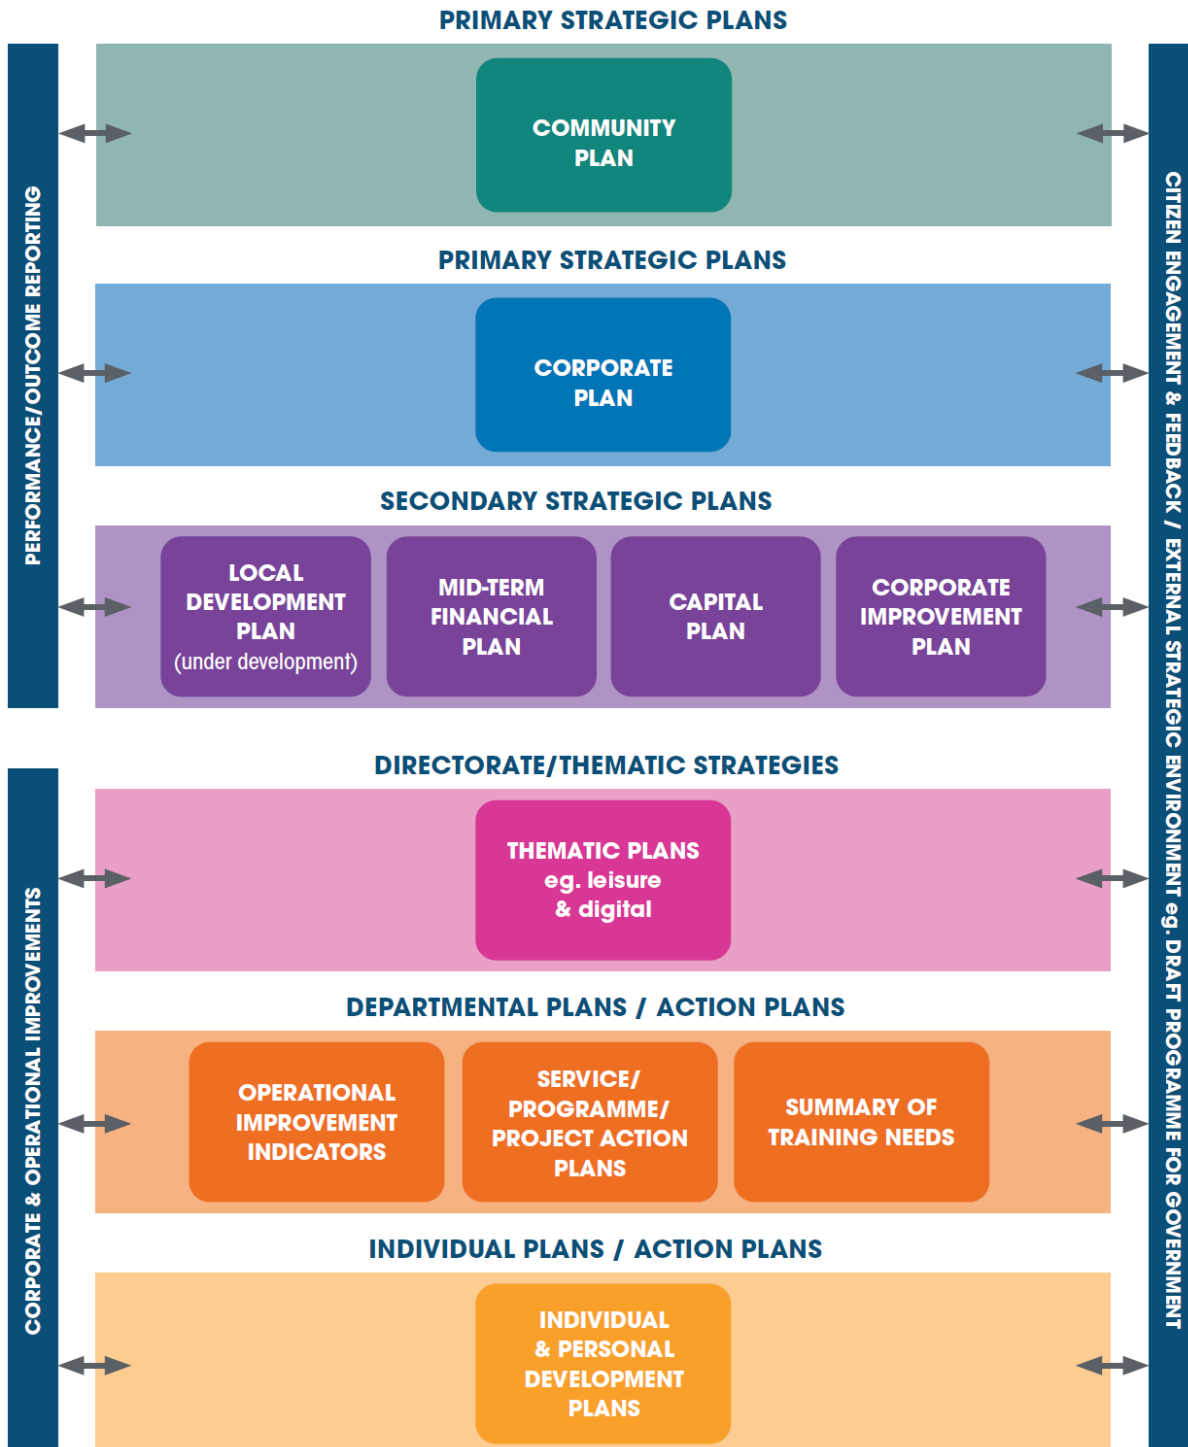 PRIMARY STRATEGIC PLANS
COMMUNITY
PLAN
PRIMARY STRATEGIC PLANS
CORPORATE
PLAN
SECONDARY STRATEGIC PLANS
LOCAL
DEVELOPMENT
PLAN
(under development)
MID-TERM
FINANCIAL
PLAN
CAPITAL
PLAN
CORPORATE
IMPROVEMENT
PLAN
PERFORMANCE/OUTCOME REPORTING
DIRECTORATE/THEMATIC STRATEGIES
THEMATIC PLANS
eg. leisure
& digital
DEPARTMENTAL PLANS / ACTION PLANS
OPERATIONAL
IMPROVEMENT
INDICATORS
SERVICE/
PROGRAMME/
PROJECT ACTION
PLANS
SUMMARY OF
TRAINING NEEDS
INDIVIDUAL PLANS / ACTION PLANS
INDIVIDUAL
& PERSONAL
DEVELOPMENT
PLANS
CORPORATE & OPERATIONAL IMPROVEMENTS
CITIZEN ENGAGEMENT & FEEDBACK / EXTERNAL STRATEGIC ENVIRONMENT eg. DRAFT PROGRAMME FOR GOVERNMENT